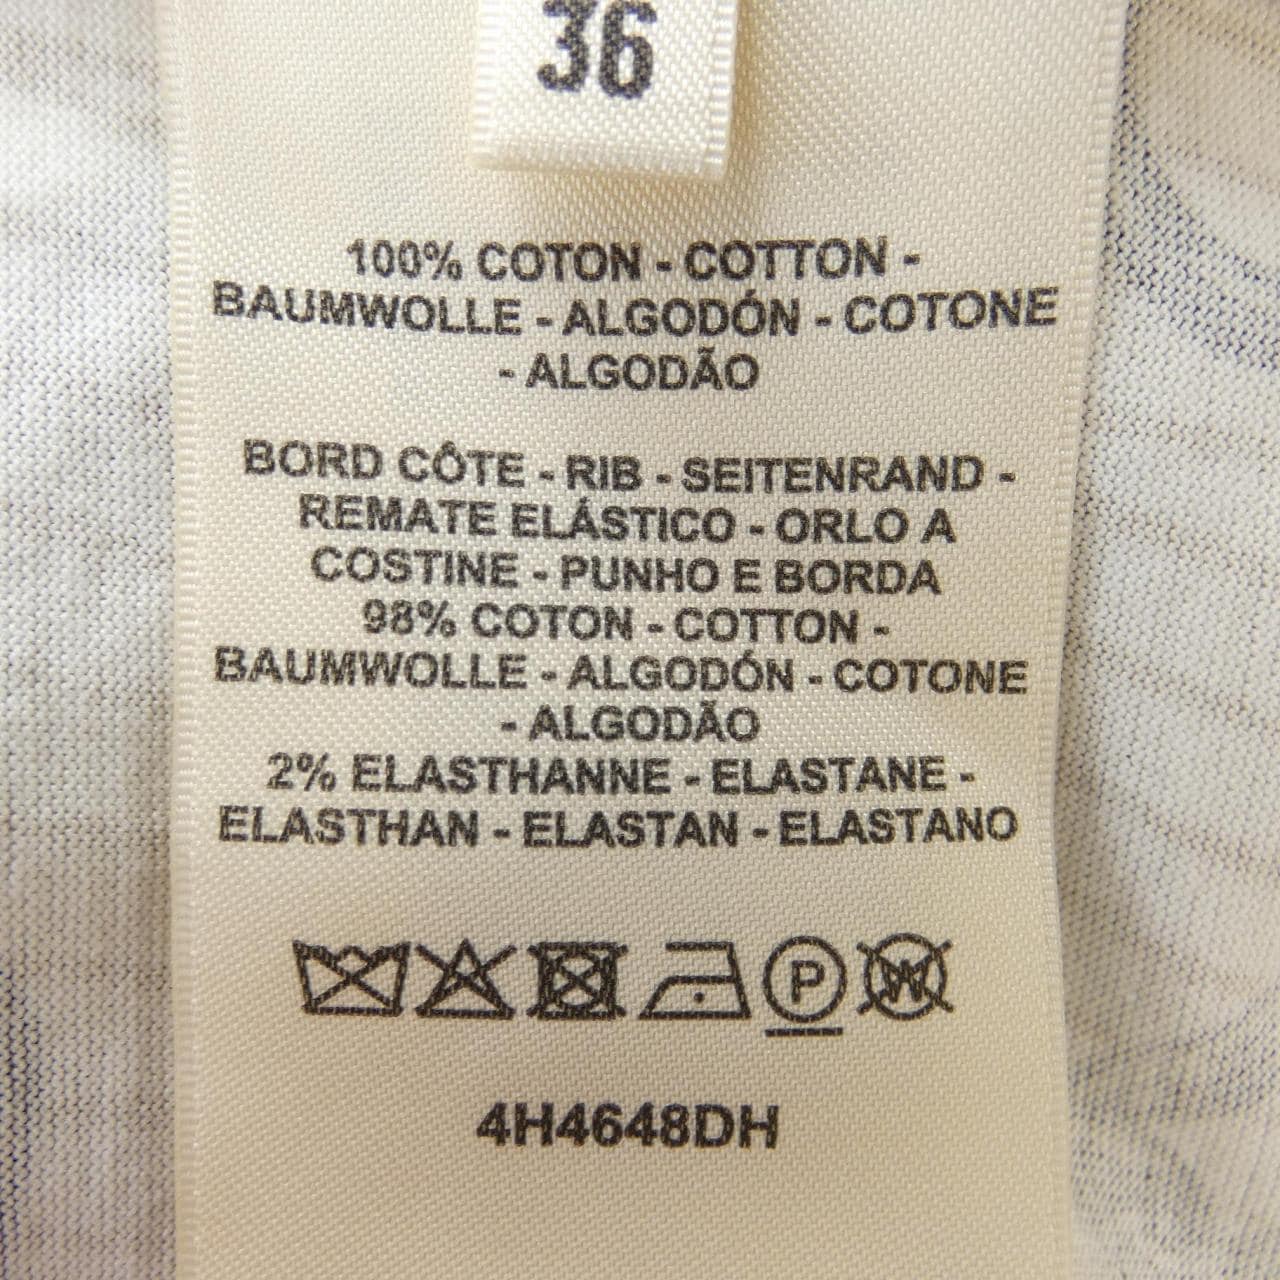 36
100% COTON - COTTON -
BAUMWOLLE - ALGODÓN - COTONE
- ALGODÃO
BORD CÔTE - RIB - SEITENRAND -
REMATE ELÁSTICO - ORLO A
COSTINE - PUNHO E BORDA
98% COTON - COTTON -
BAUMWOLLE - ALGODÓN - COTONE
- ALGODÃO
2% ELASTHANNE - ELASTANE -
ELASTHAN - ELASTAN - ELASTANO
P W
4H4648DH